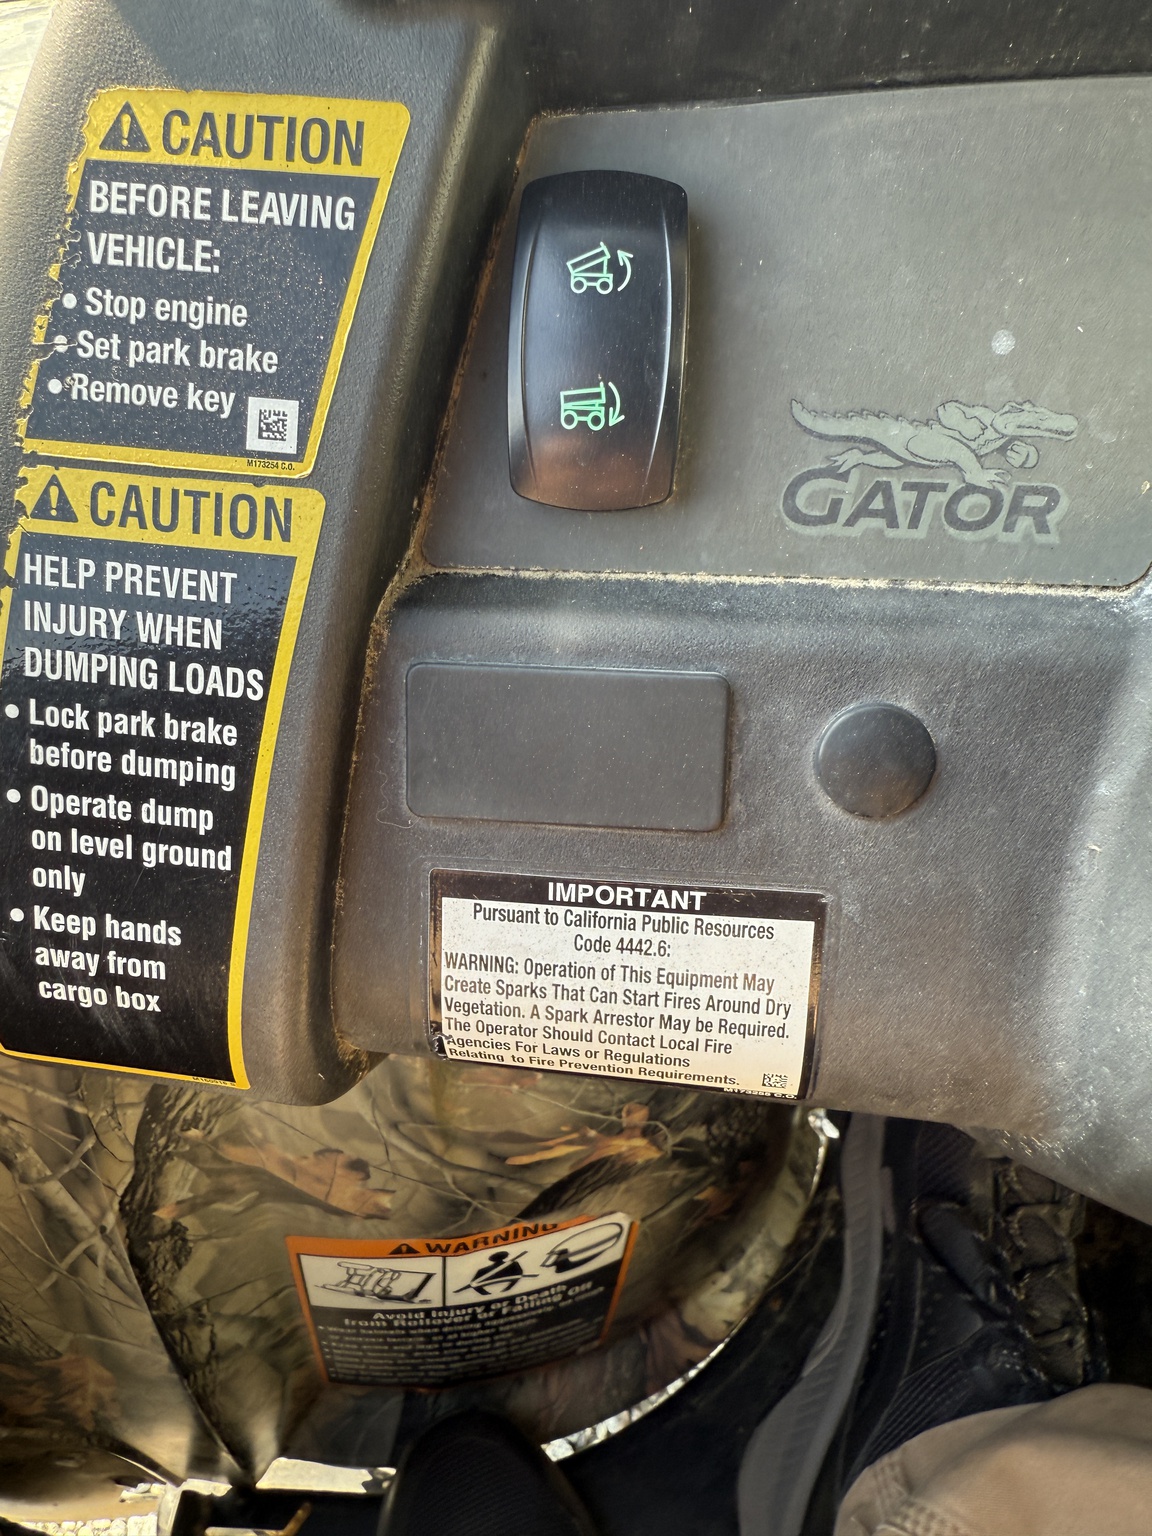 CAUTION
BEFORE LEAVING
VEHICLE:
• Stop engine
• Set park brake
• Remove key
M173254 C.O.
CAUTION
HELP PREVENT
INJURY WHEN
DUMPING LOADS
• Lock park brake
before dumping
• Operate dump
on level ground
only
• Keep hands
away from
cargo box
GATOR
IMPORTANT
Pursuant to California Public Resources
Code 4442.6:
WARNING: Operation of This Equipment May
Create Sparks That Can Start Fires Around Dry
Vegetation. A Spark Arrestor May be Required.
The Operator Should Contact Local Fire
Agencies For Laws or Regulations
Relating to Fire Prevention Requirements.
WARNING
Avoid Injury or Death
from Rollover or Falling Off